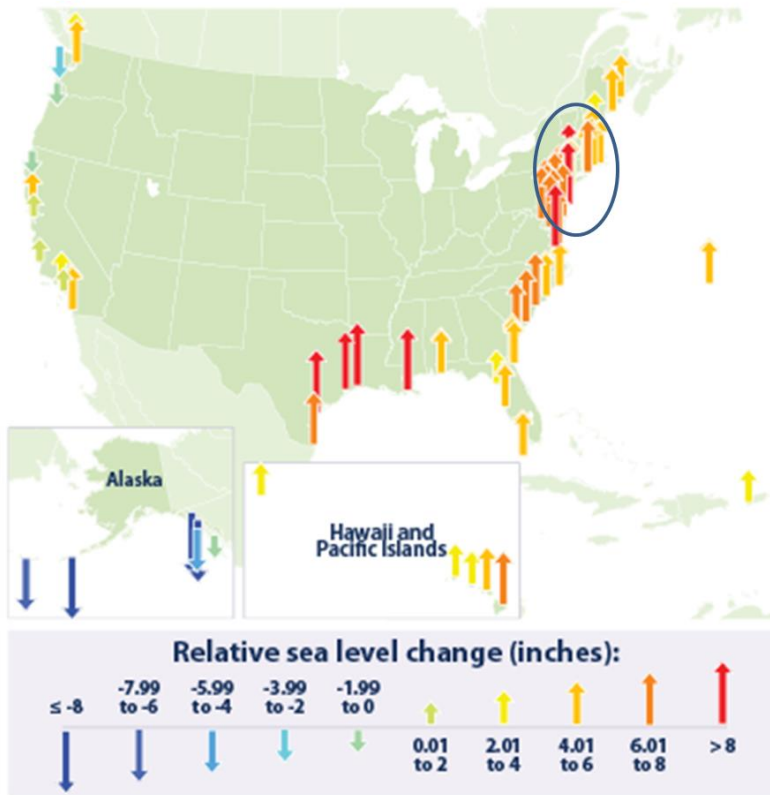 Alaska
Hawaii and
Pacific Islands
Relative sea level change (inches):
≤ -8
-7.99
to -6
-5.99
to -4
-3.99
to -2
-1.99
to 0
0.01
to 2
2.01
to 4
4.01
to 6
6.01
to 8
> 8